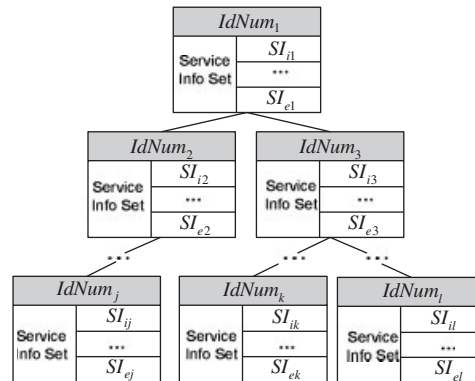 IdNum1
Service Info Set
SIi1
...
SIe1
IdNum2
Service Info Set
SIi2
...
SIe2
IdNum3
Service Info Set
SIi3
...
SIe3
...
...
...
IdNumj
Service Info Set
SIij
...
SIej
IdNumk
Service Info Set
SIik
...
SIek
IdNuml
Service Info Set
SIil
...
SIel